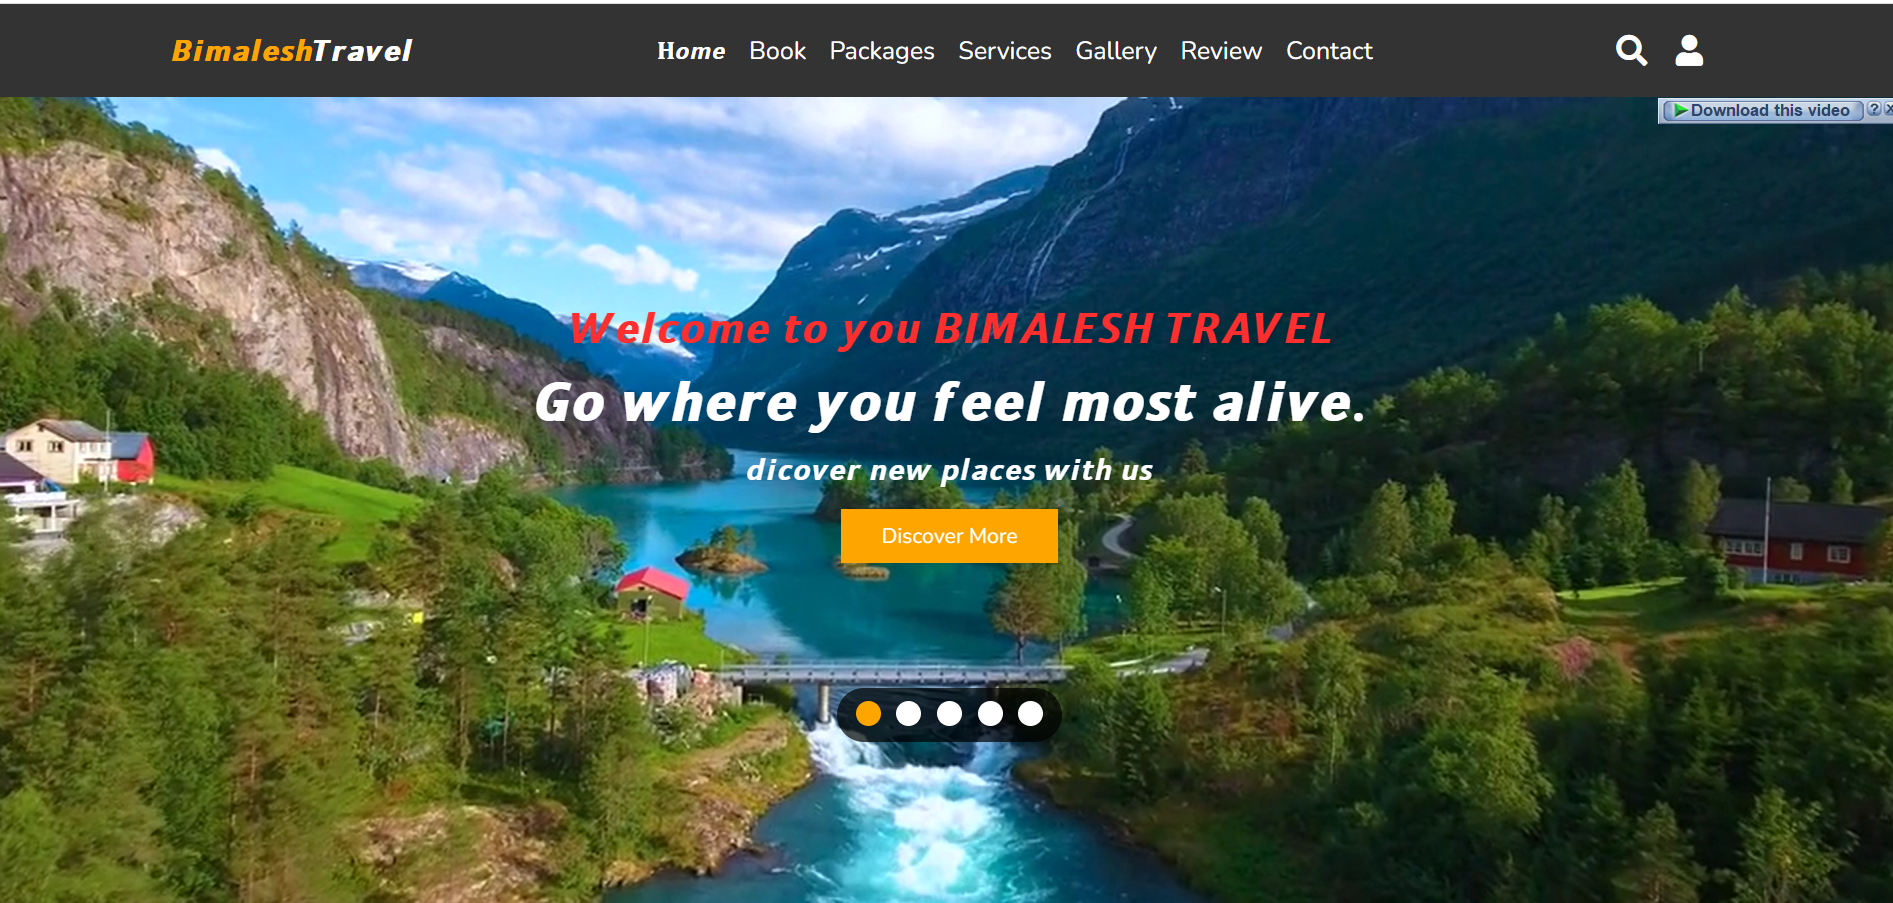 BimaleshTravel
Home Book Packages Services Gallery Review Contact
Download this video ? x
Welcome to you BIMALESH TRAVEL
Go where you feel most alive.
dicover new places with us
Discover More